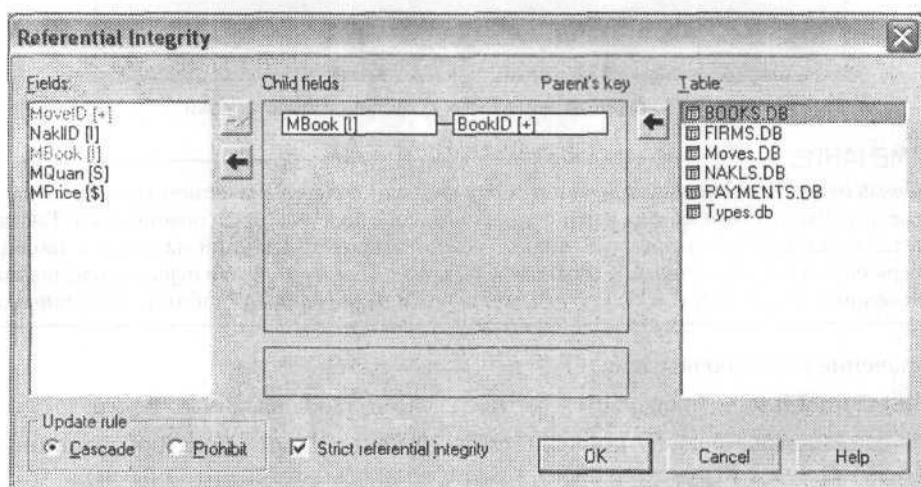 Referential Integrity
Fields:
Child fields
Parent's key
Table:
MoveID [+]
NaklID [I]
MBook [I]
MQuan [S]
MPrice [$]
MBook [I]
BookID [+]
BOOKS.DB
FIRMS.DB
Moves.DB
NAKLS.DB
PAYMENTS.DB
Types.db
Update rule
Cascade
Prohibit
Strict referential integrity
OK
Cancel
Help